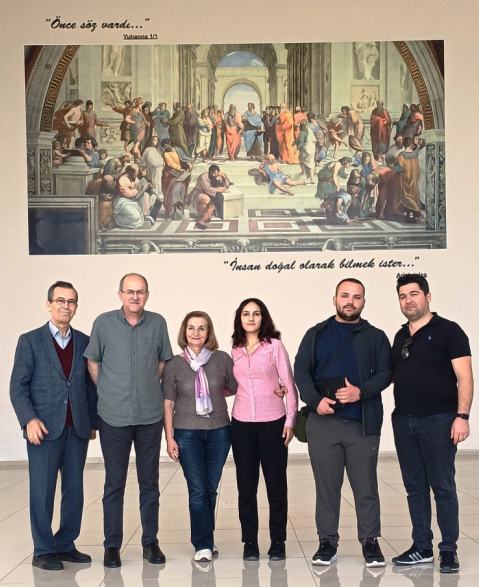 “Önce söz vardı...”
Yuhanna 1/1
“İnsan doğal olarak bilmek ister...”